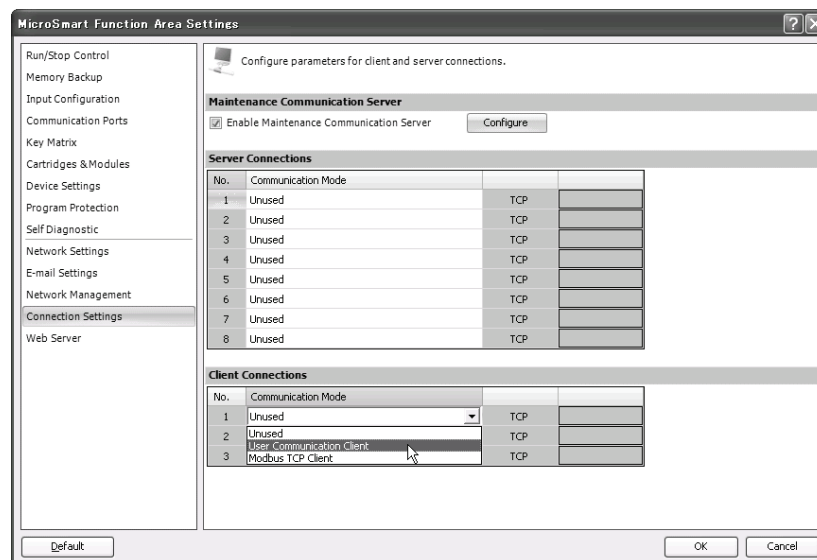 MicroSmart Function Area Settings
Run/Stop Control
Memory Backup
Input Configuration
Communication Ports
Key Matrix
Cartridges & Modules
Device Settings
Program Protection
Self Diagnostic
Network Settings
E-mail Settings
Network Management
Connection Settings
Web Server
Configure parameters for client and server connections.
Maintenance Communication Server
Enable Maintenance Communication Server Configure
Server Connections
No. Communication Mode
1 Unused TCP
2 Unused TCP
3 Unused TCP
4 Unused TCP
5 Unused TCP
6 Unused TCP
7 Unused TCP
8 Unused TCP
Client Connections
No. Communication Mode
1 Unused TCP
2 Unused TCP
User Communication Client
3 Modbus TCP Client TCP
Default OK Cancel